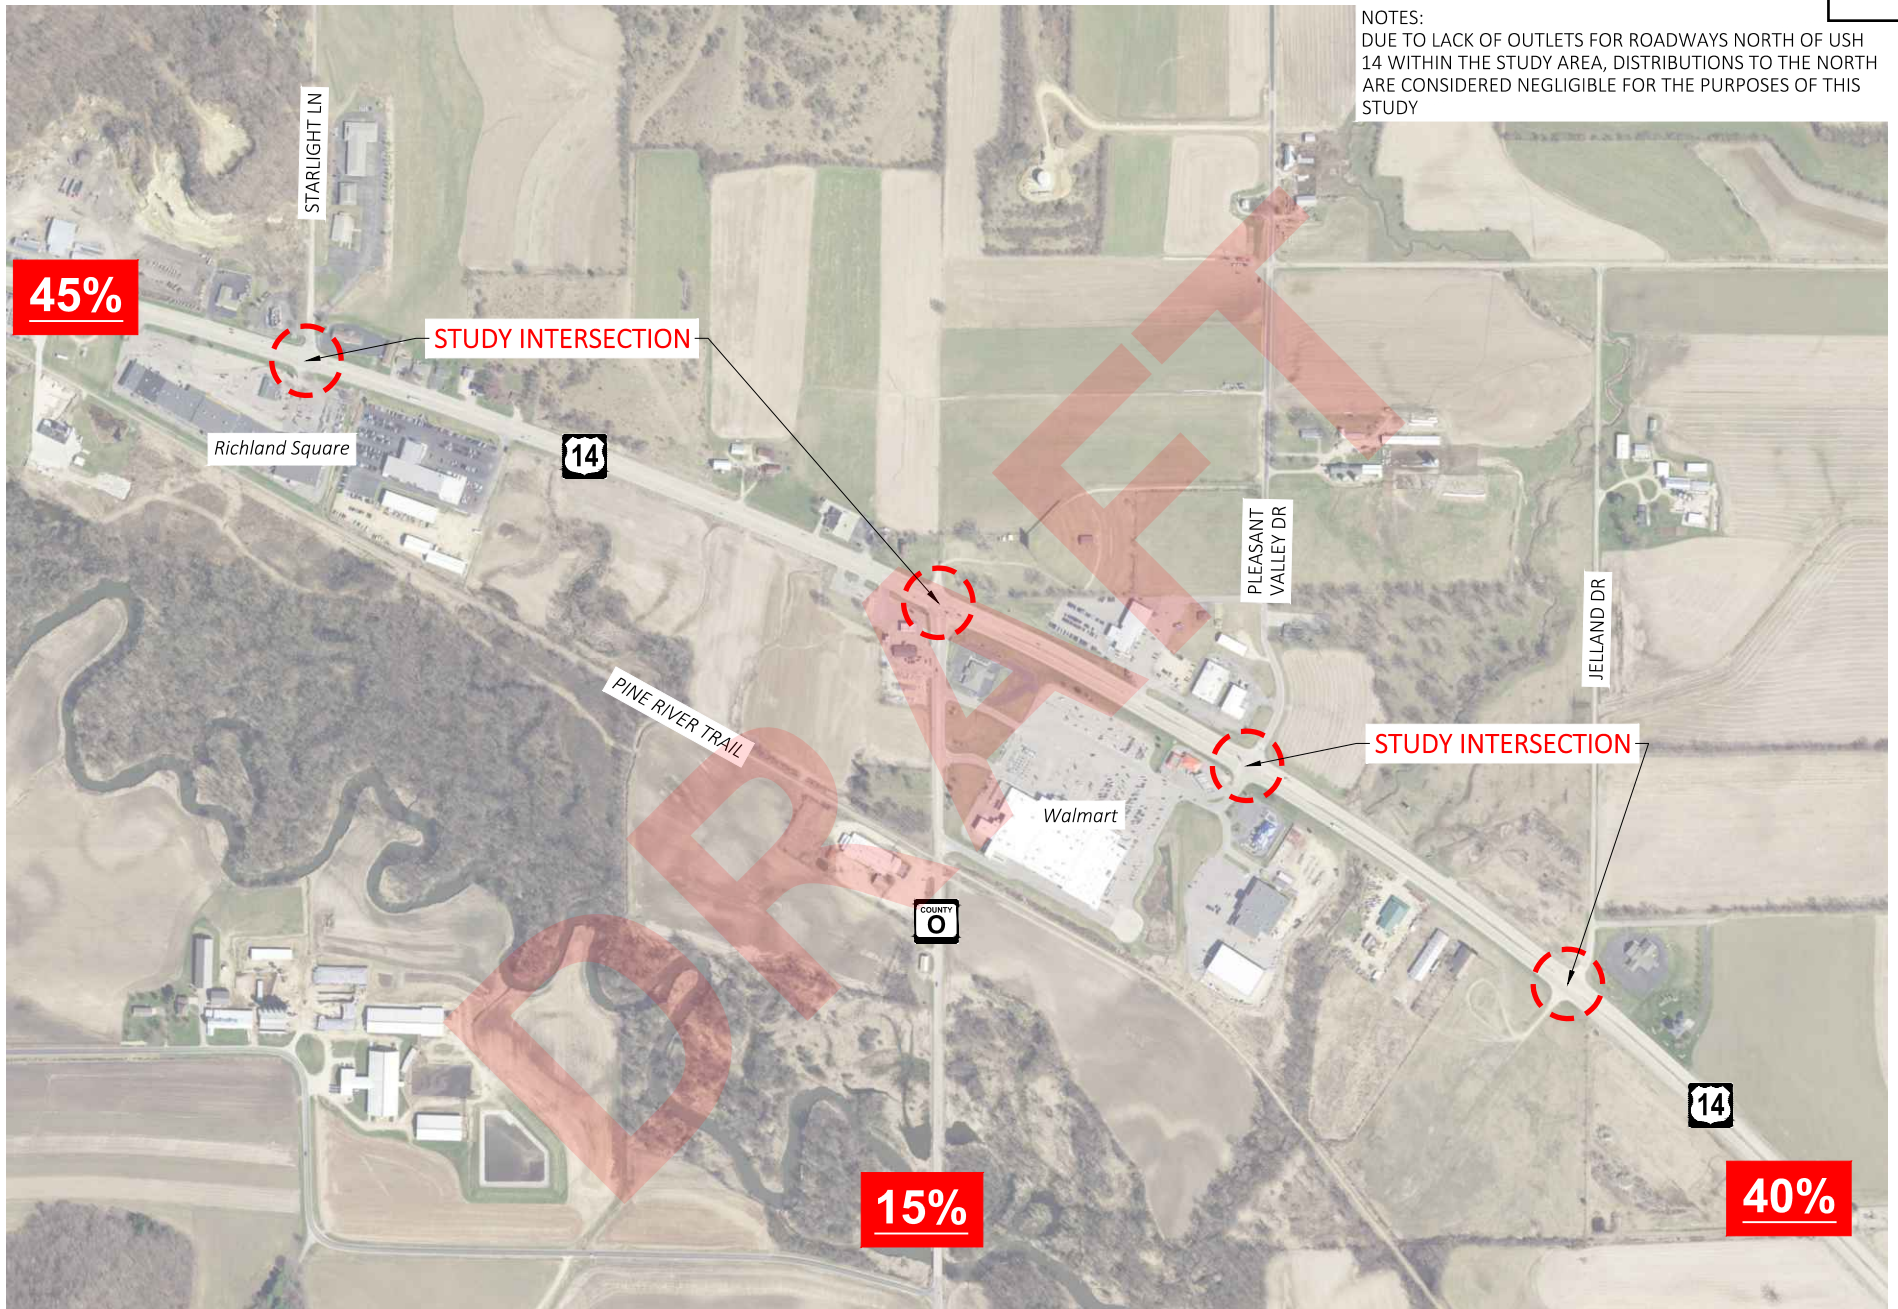 NOTES:
DUE TO LACK OF OUTLETS FOR ROADWAYS NORTH OF USH
14 WITHIN THE STUDY AREA, DISTRIBUTIONS TO THE NORTH
ARE CONSIDERED NEGLIGIBLE FOR THE PURPOSES OF THIS
STUDY
STARLIGHT LN
45%
STUDY INTERSECTION
Richland Square
14
PLEASANT
VALLEY DR
JELLAND DR
PINE RIVER TRAIL
STUDY INTERSECTION
Walmart
COUNTY
O
14
15%
40%
DRAFT